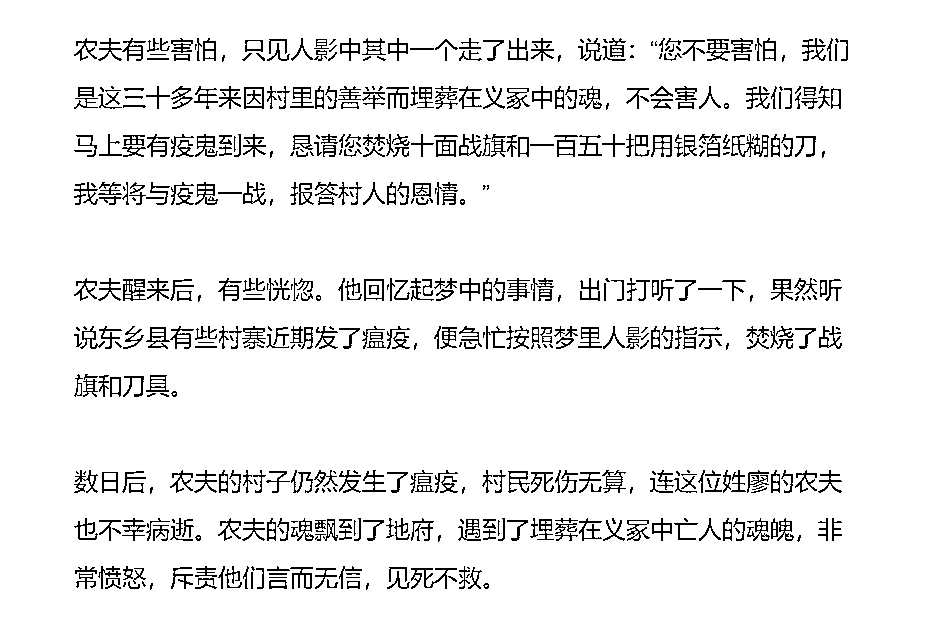 农夫有些害怕，只见人影中其中一个走了出来，说道：“您不要害怕，我们
是这三十多年来因村里的善举而埋葬在义冢中的魂，不会害人。我们得知
马上要有疫鬼到来，恳请您焚烧十面战旗和一百五十把用银箔纸糊的刀，
我等将与疫鬼一战，报答村人的恩情。”
农夫醒来后，有些恍惚。他回忆起梦中的事情，出门打听了一下，果然听
说东乡县有些村寨近期发了瘟疫，便急忙按照梦里人影的指示，焚烧了战
旗和刀具。
数日后，农夫的村子仍然发生了瘟疫，村民死伤无算，连这位姓廖的农夫
也不幸病逝。农夫的魂飘到了地府，遇到了埋葬在义冢中亡人的魂魄，非
常愤怒，斥责他们言而无信，见死不救。